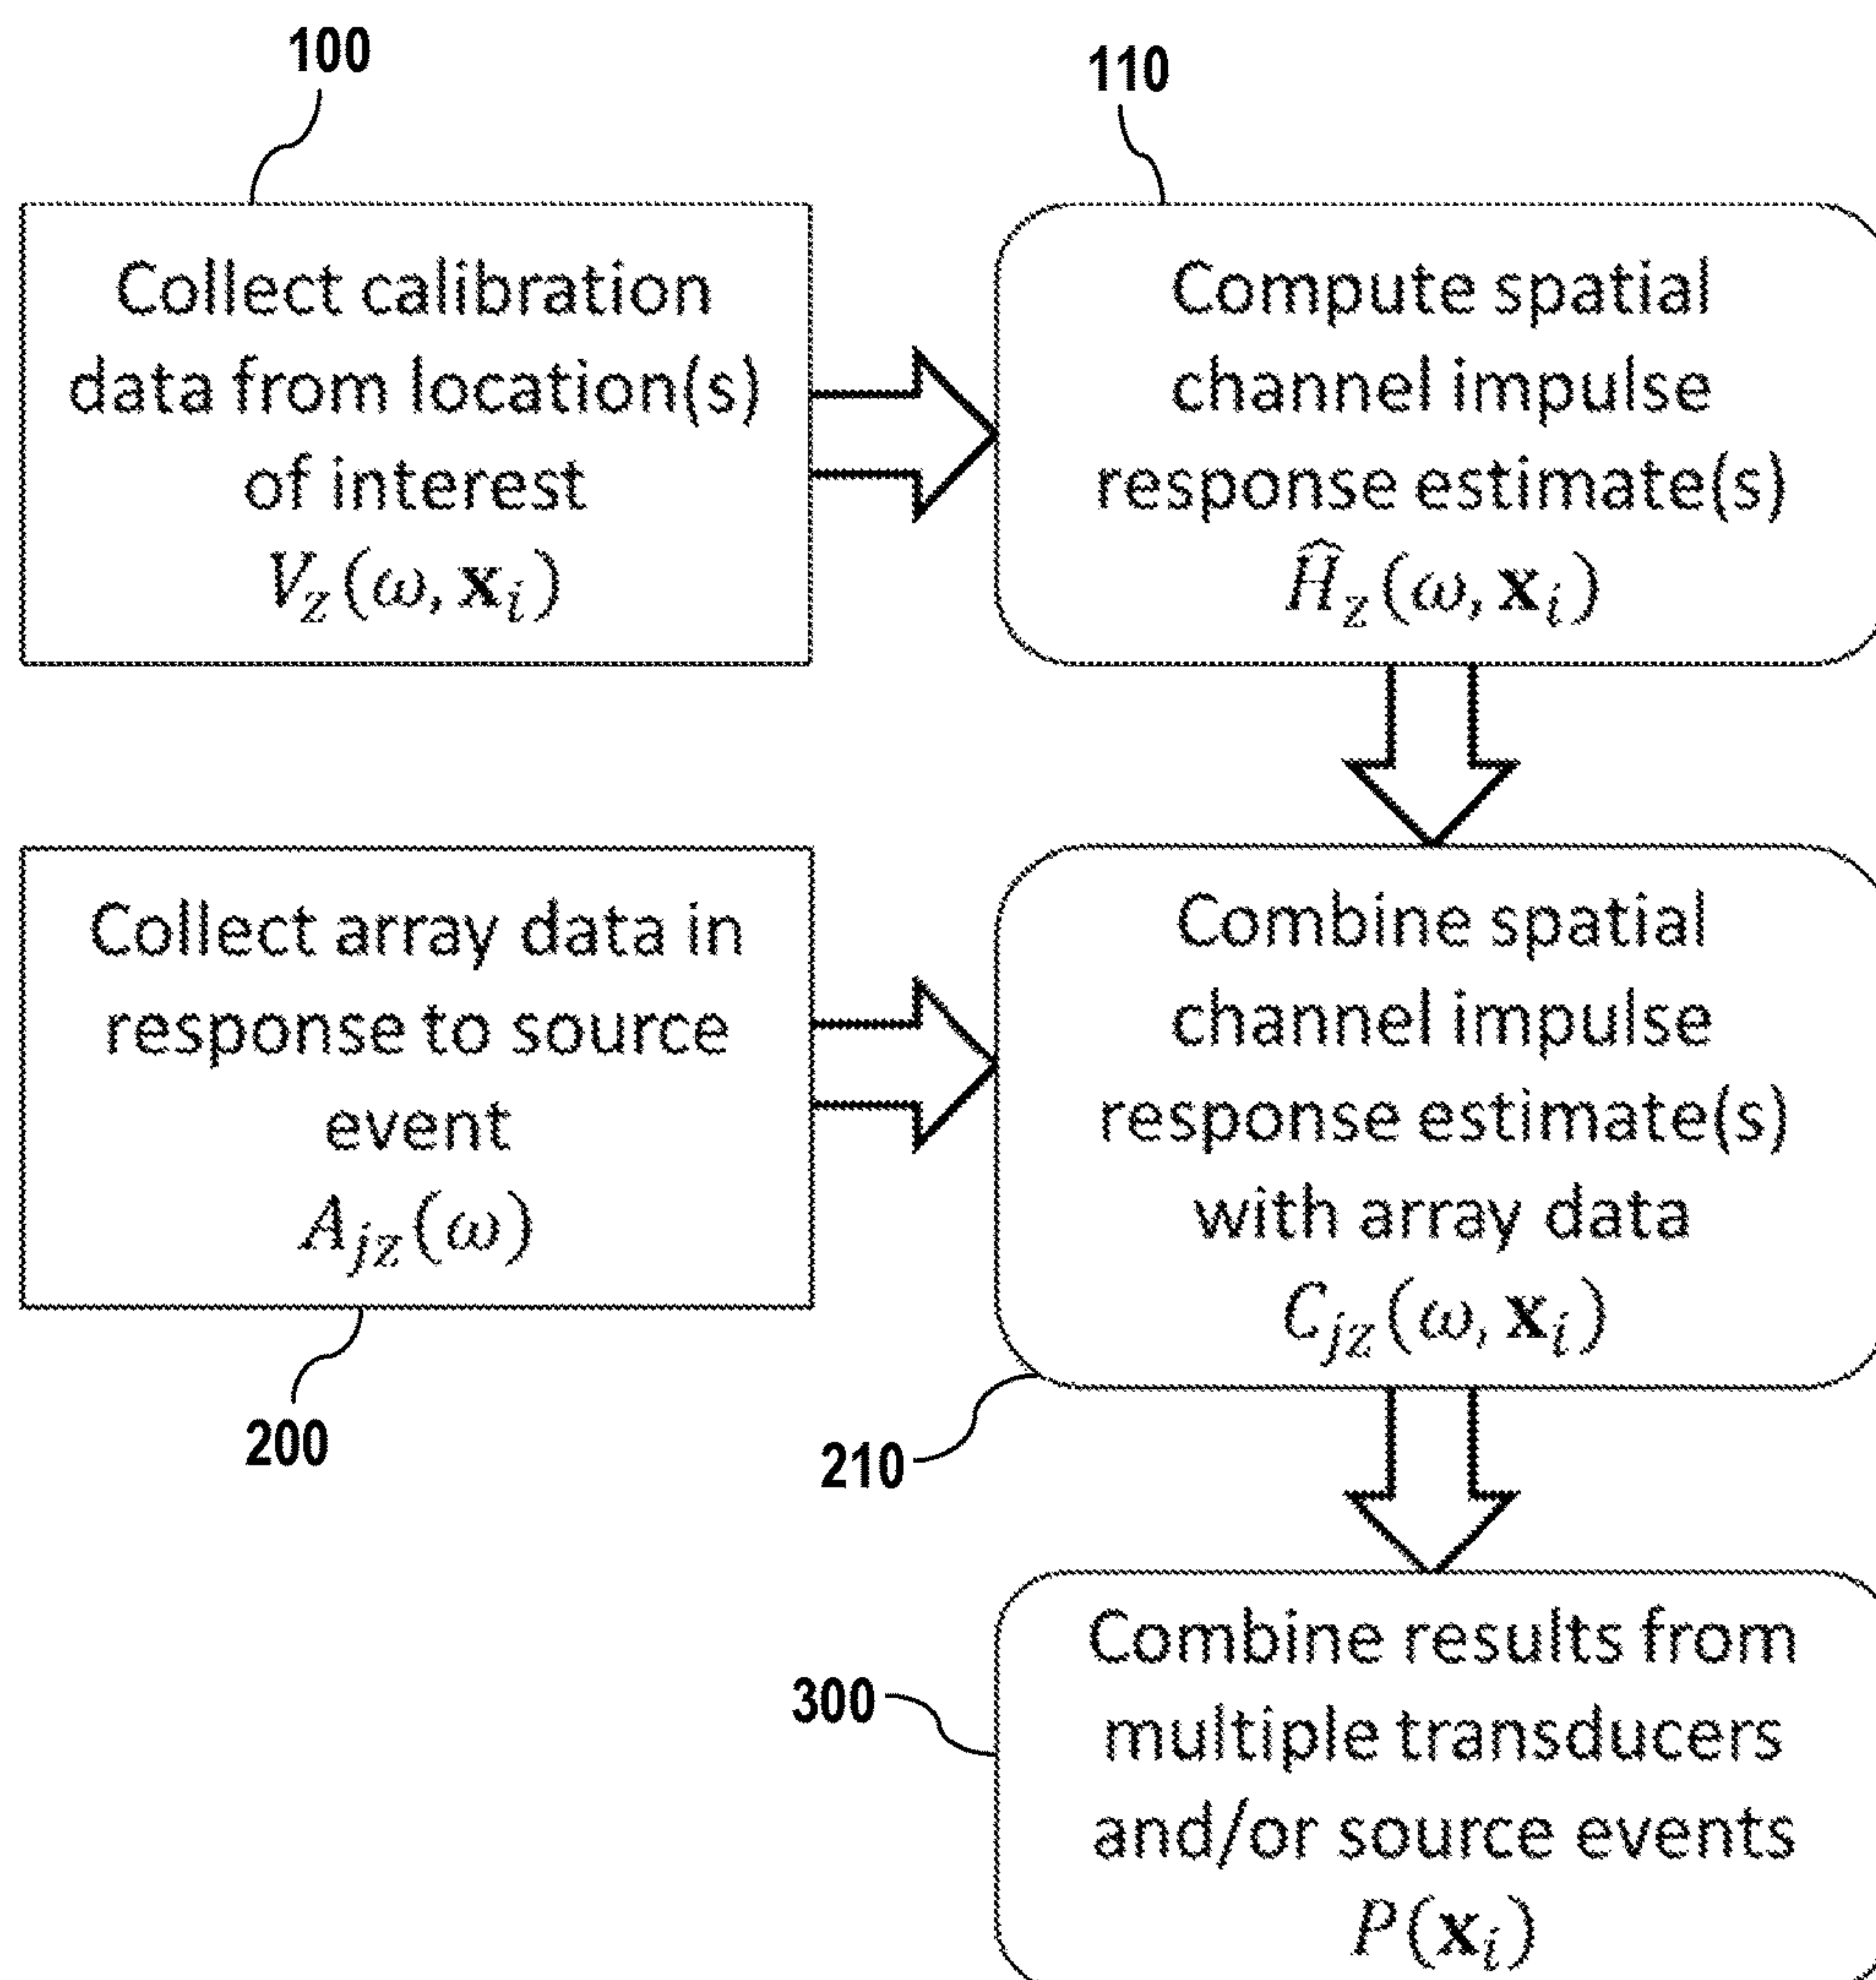 100
Collect calibration
data from location(s)
of interest
V_z(ω, x_i)
110
Compute spatial
channel impulse
response estimate(s)
Ĥ_z(ω, x_i)
Collect array data in
response to source
event
A_jz(ω)
200
Combine spatial
channel impulse
response estimate(s)
with array data
C_jz(ω, x_i)
210
300
Combine results from
multiple transducers
and/or source events
P(x_i)